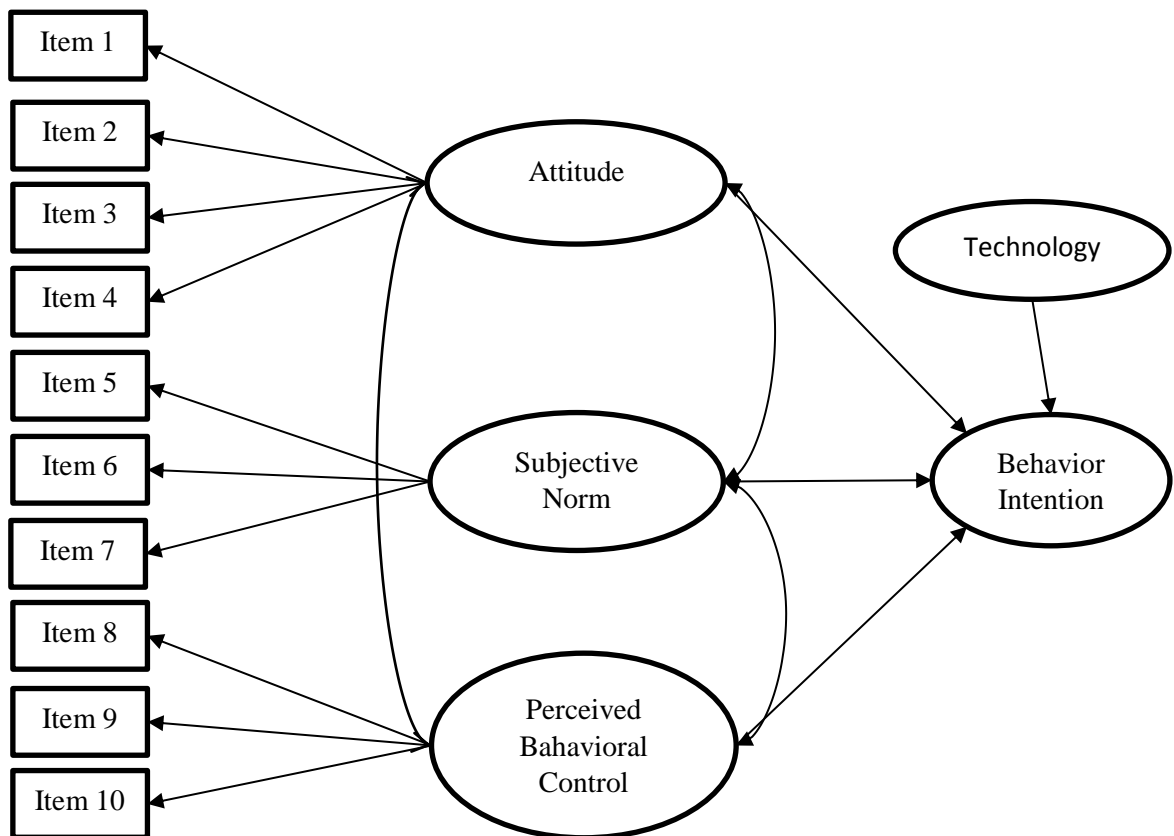 Item 1
Item 2
Item 3
Item 4
Item 5
Item 6
Item 7
Item 8
Item 9
Item 10
Attitude
Subjective
Norm
Perceived
Bahavioral
Control
Technology
Behavior
Intention